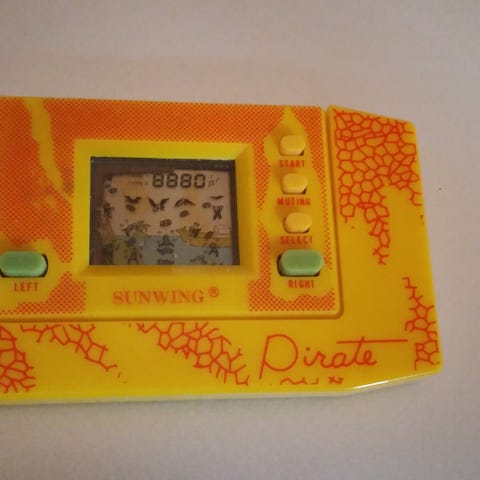 8880
START
MUTING
SELECT
LEFT
RIGHT
SUNWING®
Pirate